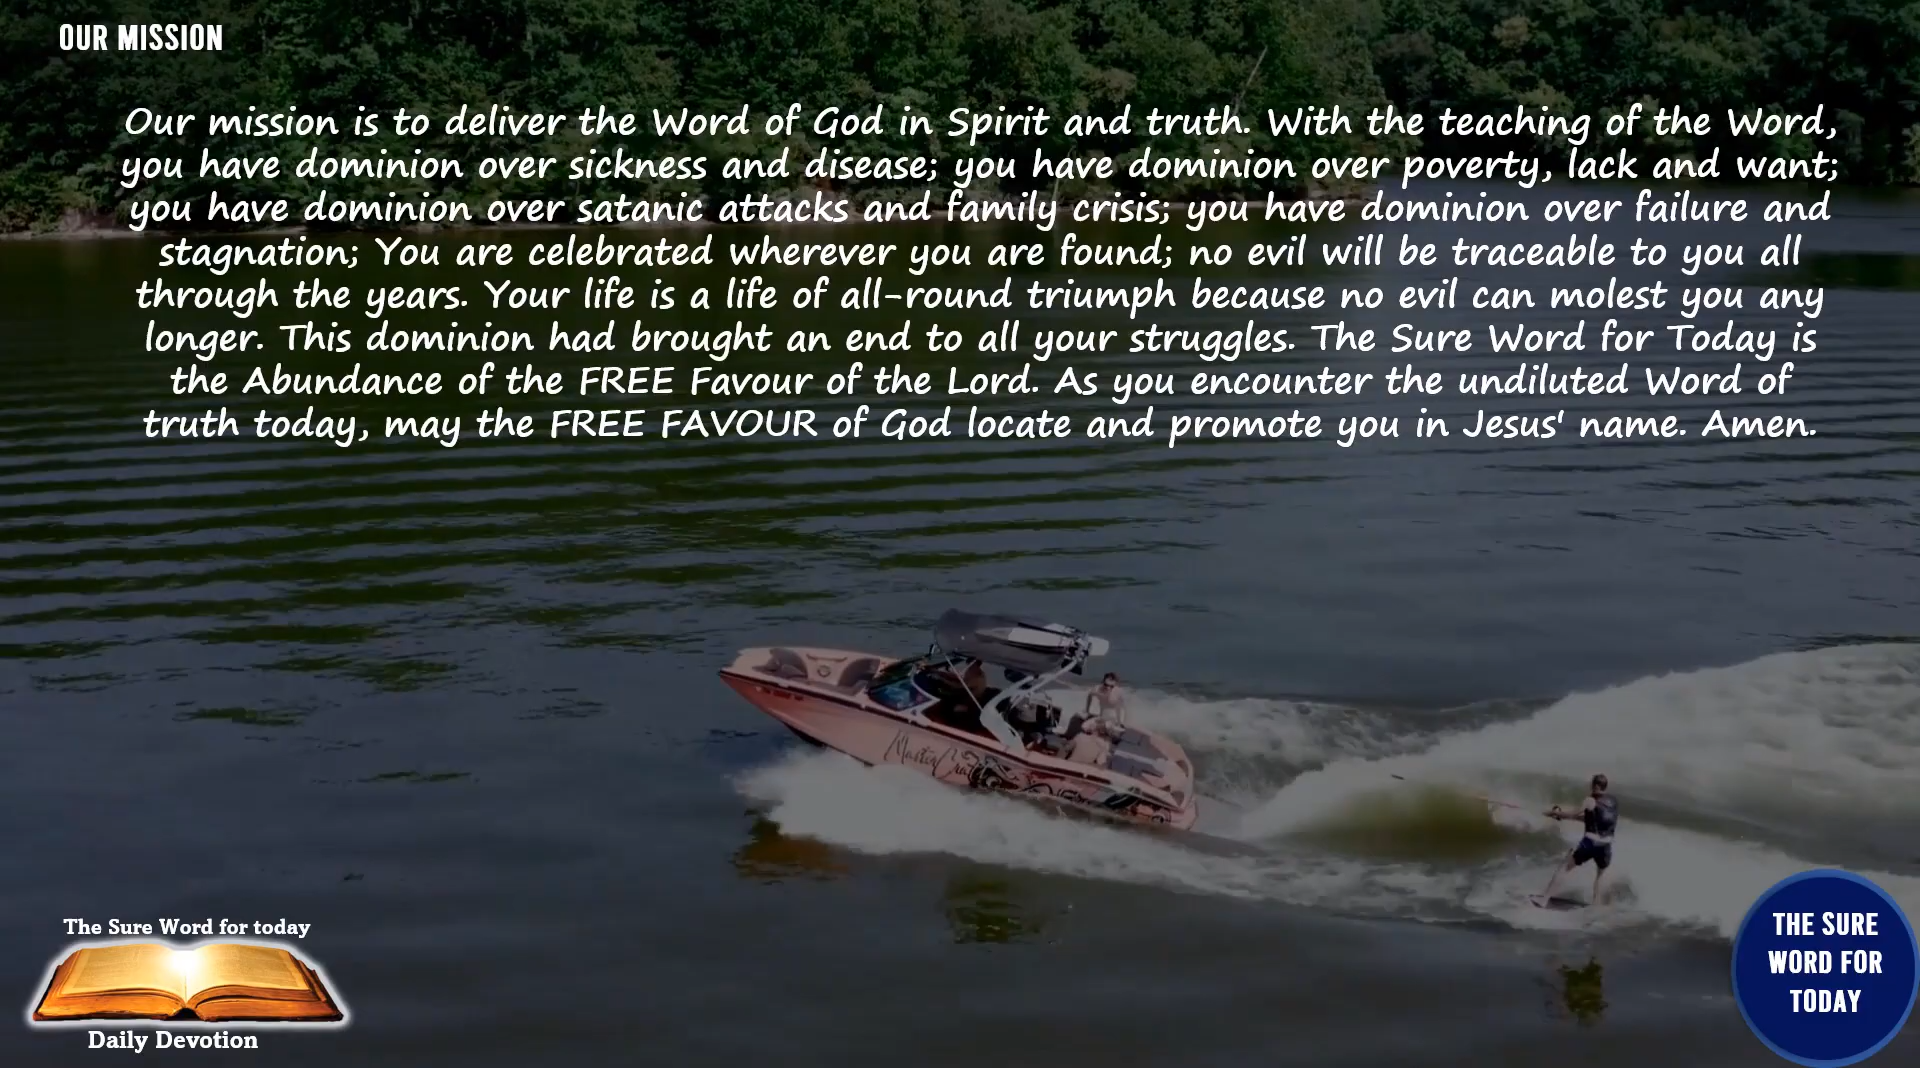 OUR MISSION
Our mission is to deliver the Word of God in Spirit and truth. With the teaching of the Word,
you have dominion over sickness and disease; you have dominion over poverty, lack and want;
you have dominion over satanic attacks and family crisis; you have dominion over failure and
stagnation; You are celebrated wherever you are found; no evil will be traceable to you all
through the years. Your life is a life of all-round triumph because no evil can molest you any
longer. This dominion had brought an end to all your struggles. The Sure Word for Today is
the Abundance of the FREE Favour of the Lord. As you encounter the undiluted Word of
truth today, may the FREE FAVOUR of God locate and promote you in Jesus' name. Amen.
MasterCraft
The Sure Word for today
Daily Devotion
THE SURE
WORD FOR
TODAY